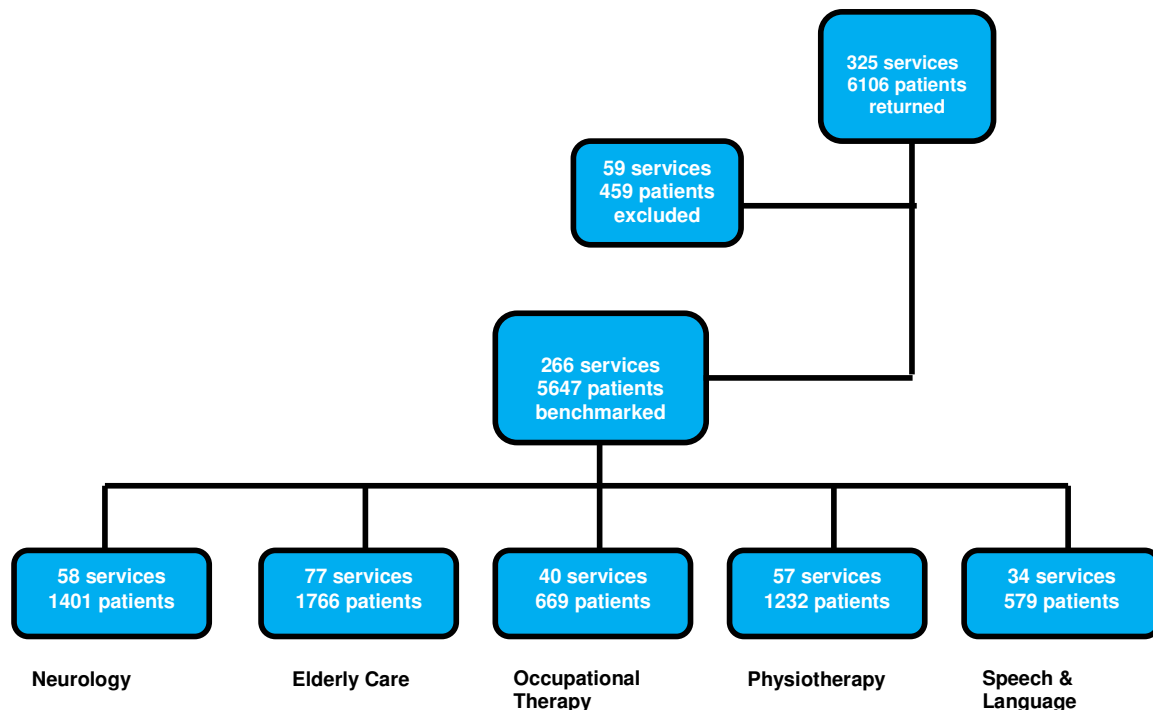 325 services
6106 patients
returned
59 services
459 patients
excluded
266 services
5647 patients
benchmarked
58 services
1401 patients
77 services
1766 patients
40 services
669 patients
57 services
1232 patients
34 services
579 patients
Neurology
Elderly Care
Occupational
Therapy
Physiotherapy
Speech &
Language